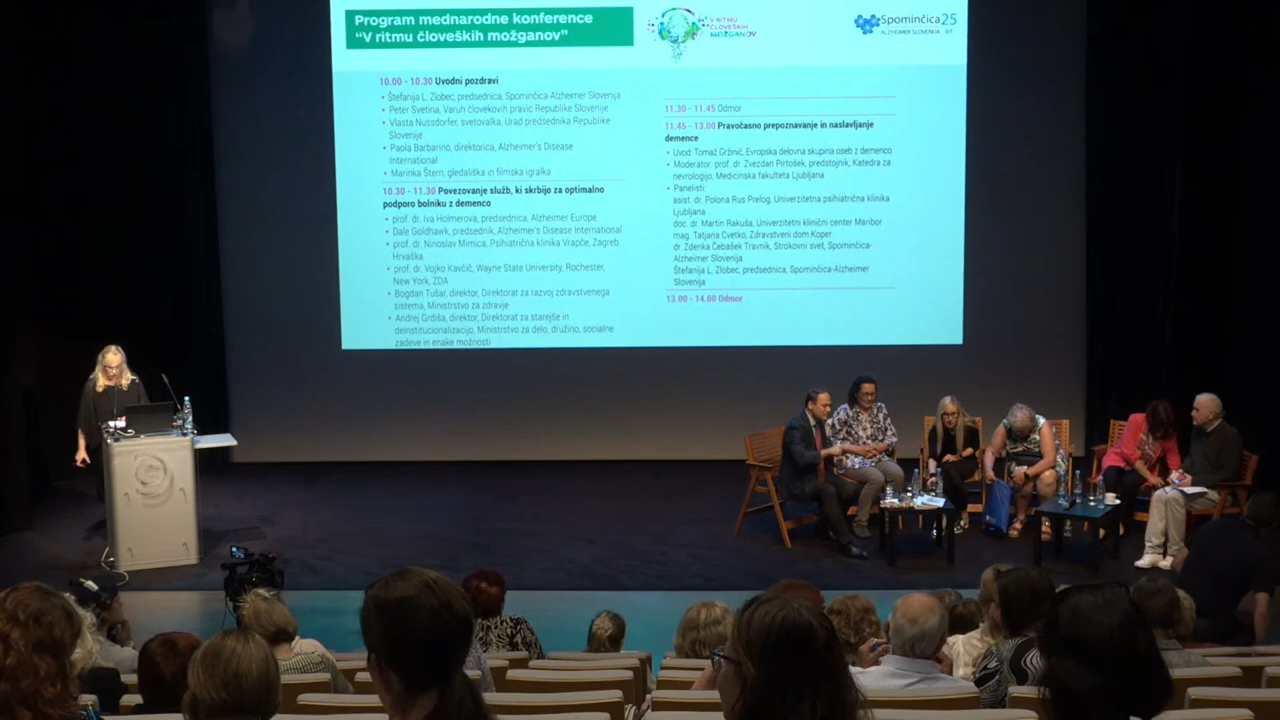 Program mednarodne konference
"V ritmu človeških možganov"
V RITMU
ČLOVEŠKIH
MOŽGANOV
Spominčica 25
ALZHEIMER SLOVENIJA
10.00 - 10.30 Uvodni pozdravi
• Štefanija L. Zlobec, predsednica, Spominčica-Alzheimer Slovenija
• Peter Svetina, Varuh človekovih pravic Republike Slovenije
• Vlasta Nussdorfer, svetovalka, Urad predsednika Republike
Slovenije
• Paola Barbarino, direktorica, Alzheimer's Disease
International
• Marinka Štern, gledališka in filmska igralka
10.30 - 11.30 Povezovanje služb, ki skrbijo za optimalno
podporo bolniku z demenco
• prof. dr. Iva Holmerova, predsednica, Alzheimer Europe
• Dale Goldhawk, predsednik, Alzheimer's Disease International
• prof. dr. Ninoslav Mimica, Psihiatrična klinika Vrapče, Zagreb,
Hrvaška
• prof. dr. Vojko Kavčič, Wayne State University, Rochester,
New York, ZDA
• Bogdan Tušar, direktor, Direktorat za razvoj zdravstvenega
sistema, Ministrstvo za zdravje
• Andrej Grdiša, direktor, Direktorat za starejše in
deinstitucionalizacijo, Ministrstvo za delo, družino, socialne
zadeve in enake možnosti
11.30 - 11.45 Odmor
11.45 - 13.00 Pravočasno prepoznavanje in naslavljanje
demence
• Uvod: Tomaž Gržinič, Evropska delovna skupina oseb z demenco
• Moderator: prof. dr. Zvezdan Pirtošek, predstojnik, Katedra za
nevrologijo, Medicinska fakulteta Ljubljana
• Panelisti:
asist. dr. Polona Rus Prelog, Univerzitetna psihiatrična klinika
Ljubljana
doc. dr. Martin Rakuša, Univerzitetni klinični center Maribor
mag. Tatjana Cvetko, Zdravstveni dom Koper
dr. Zdenka Čebašek Travnik, Strokovni svet, Spominčica-
Alzheimer Slovenija
Štefanija L. Zlobec, predsednica, Spominčica-Alzheimer
Slovenija
13.00 - 14.00 Odmor